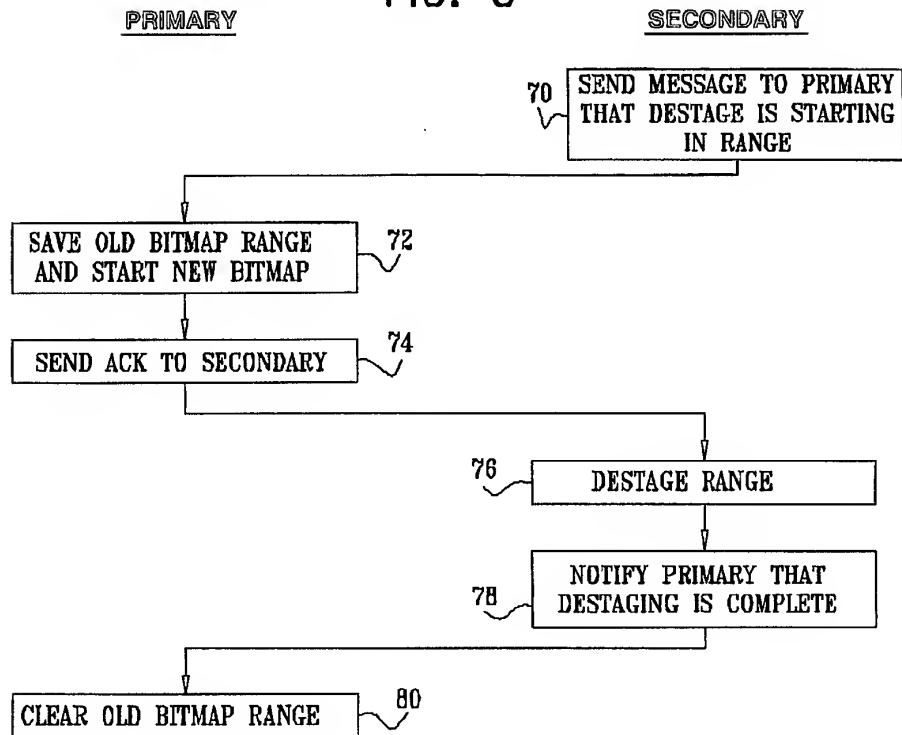 PRIMARY
SECONDARY
70
SEND MESSAGE TO PRIMARY
THAT DESTAGE IS STARTING
IN RANGE
SAVE OLD BITMAP RANGE
AND START NEW BITMAP
72
SEND ACK TO SECONDARY
74
76
DESTAGE RANGE
78
NOTIFY PRIMARY THAT
DESTAGING IS COMPLETE
CLEAR OLD BITMAP RANGE
80